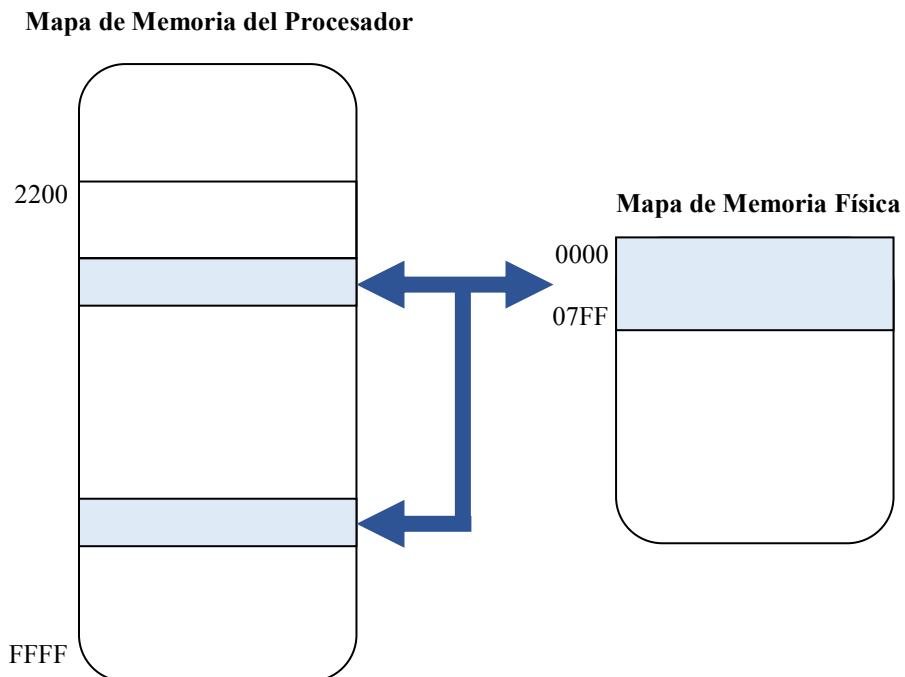 Mapa de Memoria del Procesador
2200
Mapa de Memoria Física
0000
07FF
FFFF